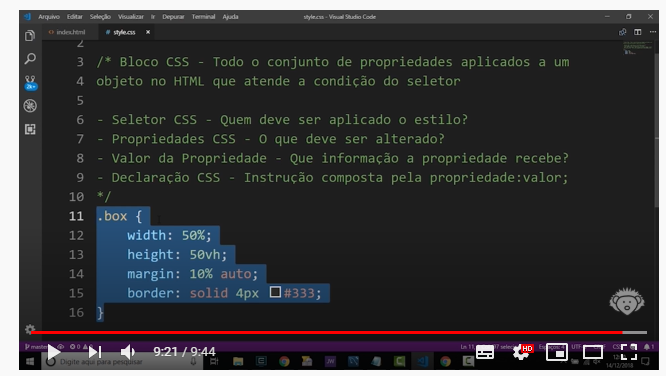 Arquivo Editar Seleção Visualizar Ir Depurar Terminal Ajuda style.css - Visual Studio Code
index.html # style.css ×
2
3 /* Bloco CSS - Todo o conjunto de propriedades aplicados a um
4 objeto no HTML que atende a condição do seletor
5
6 - Seletor CSS - Quem deve ser aplicado o estilo?
7 - Propriedades CSS - O que deve ser alterado?
8 - Valor da Propriedade - Que informação a propriedade recebe?
9 - Declaração CSS - Instrução composta pela propriedade:valor;
10 */
11 .box {
12 width: 50%;
13 height: 50vh;
14 margin: 10% auto;
15 border: solid 4px #333;
16 }
9:21 / 9:44 HD
Digite aqui para pesquisar
14/12/2018